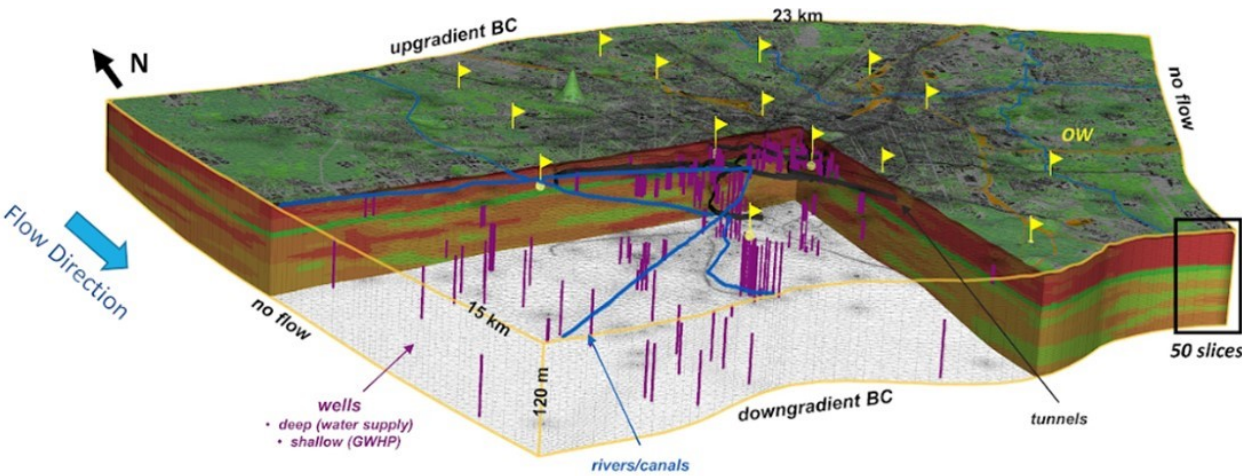 23 km
upgradient BC
N
no flow
OW
Flow Direction
15 km
no flow
120 m
50 slices
wells
• deep (water supply)
• shallow (GWHP)
downgradient BC
tunnels
rivers/canals